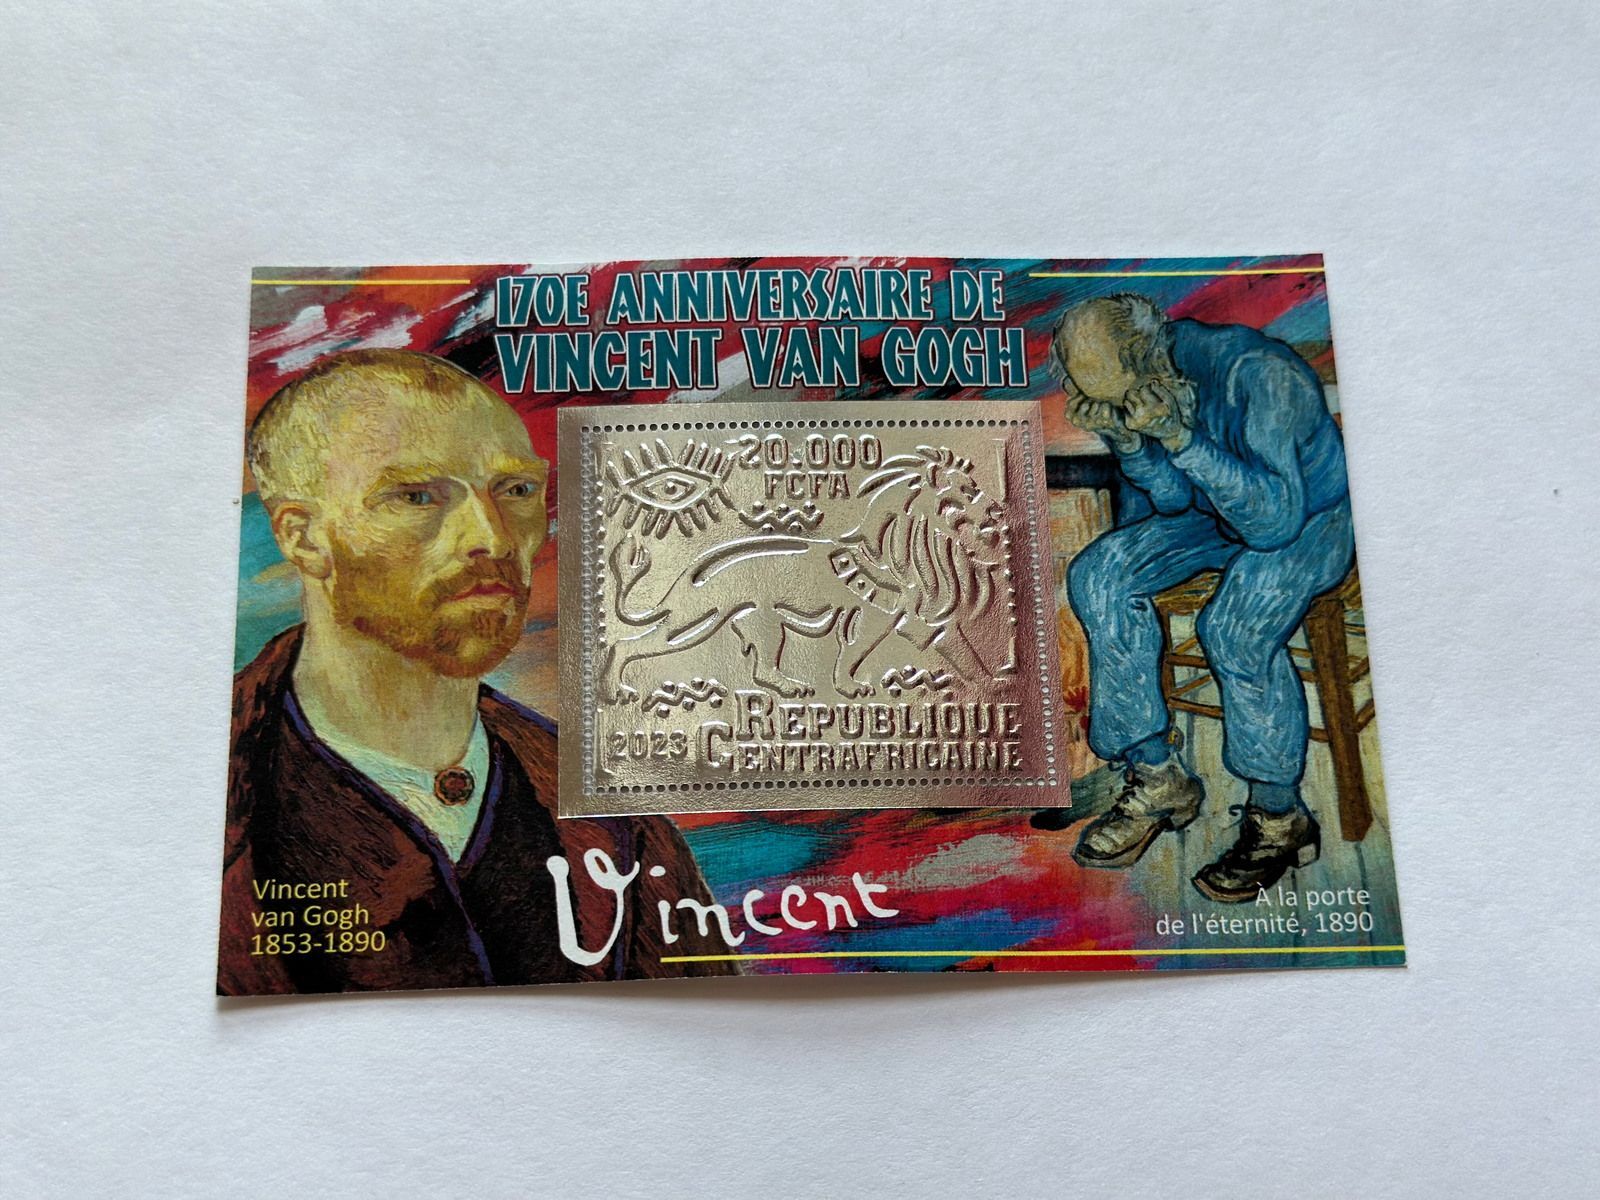 170E ANNIVERSAIRE DE
VINCENT VAN GOGH
20.000
FCFA
2023
REPUBLIQUE
CENTRAFRICAINE
Vincent
Vincent
van Gogh
1853-1890
À la porte
de l'éternité, 1890